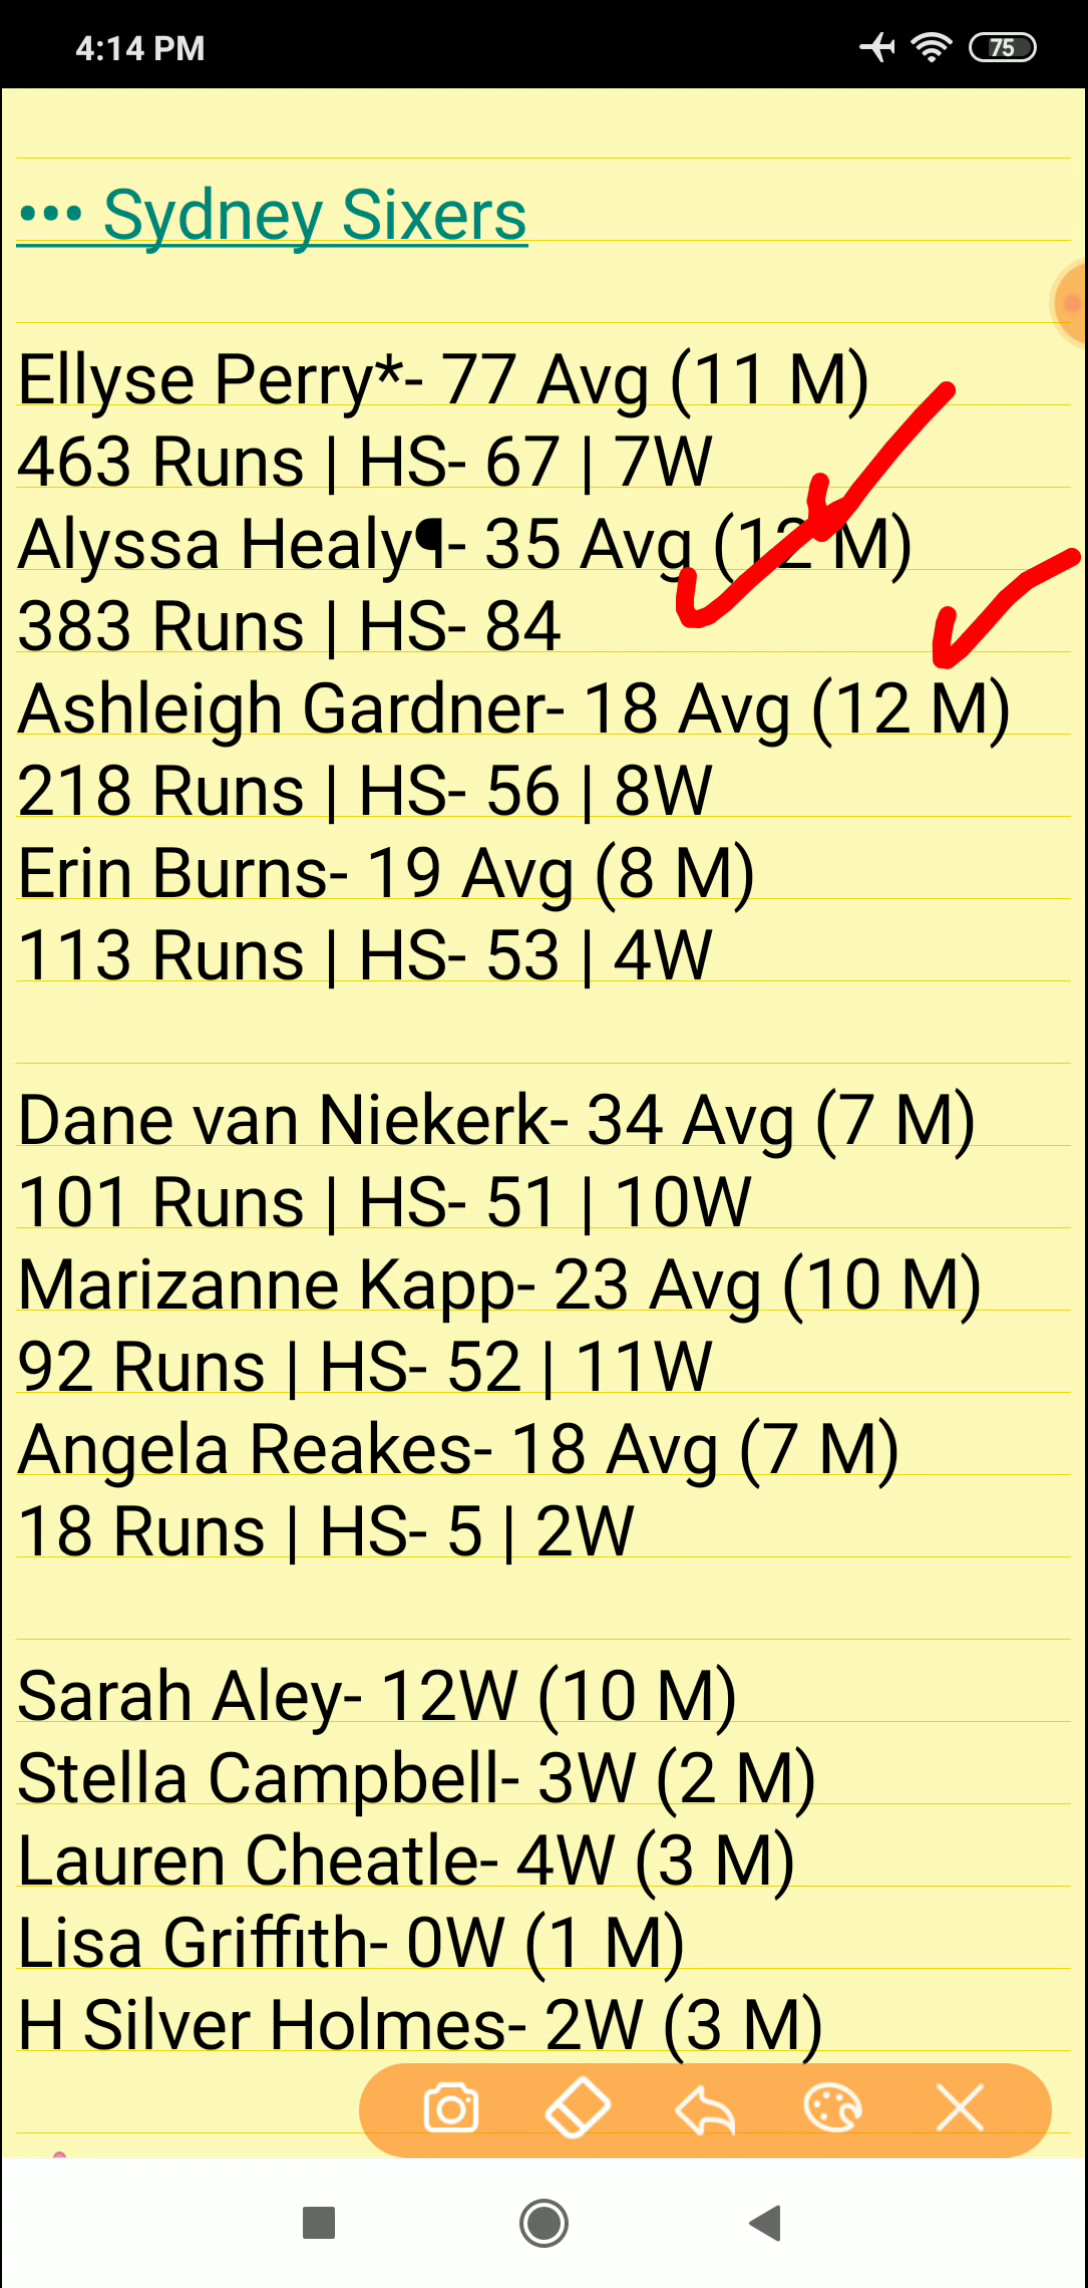 4:14 PM
75
••• Sydney Sixers
Ellyse Perry*- 77 Avg (11 M)
463 Runs | HS- 67 | 7W
Alyssa Healy¶- 35 Avg (12 M)
383 Runs | HS- 84
Ashleigh Gardner- 18 Avg (12 M)
218 Runs | HS- 56 | 8W
Erin Burns- 19 Avg (8 M)
113 Runs | HS- 53 | 4W
Dane van Niekerk- 34 Avg (7 M)
101 Runs | HS- 51 | 10W
Marizanne Kapp- 23 Avg (10 M)
92 Runs | HS- 52 | 11W
Angela Reakes- 18 Avg (7 M)
18 Runs | HS- 5 | 2W
Sarah Aley- 12W (10 M)
Stella Campbell- 3W (2 M)
Lauren Cheatle- 4W (3 M)
Lisa Griffith- 0W (1 M)
H Silver Holmes- 2W (3 M)